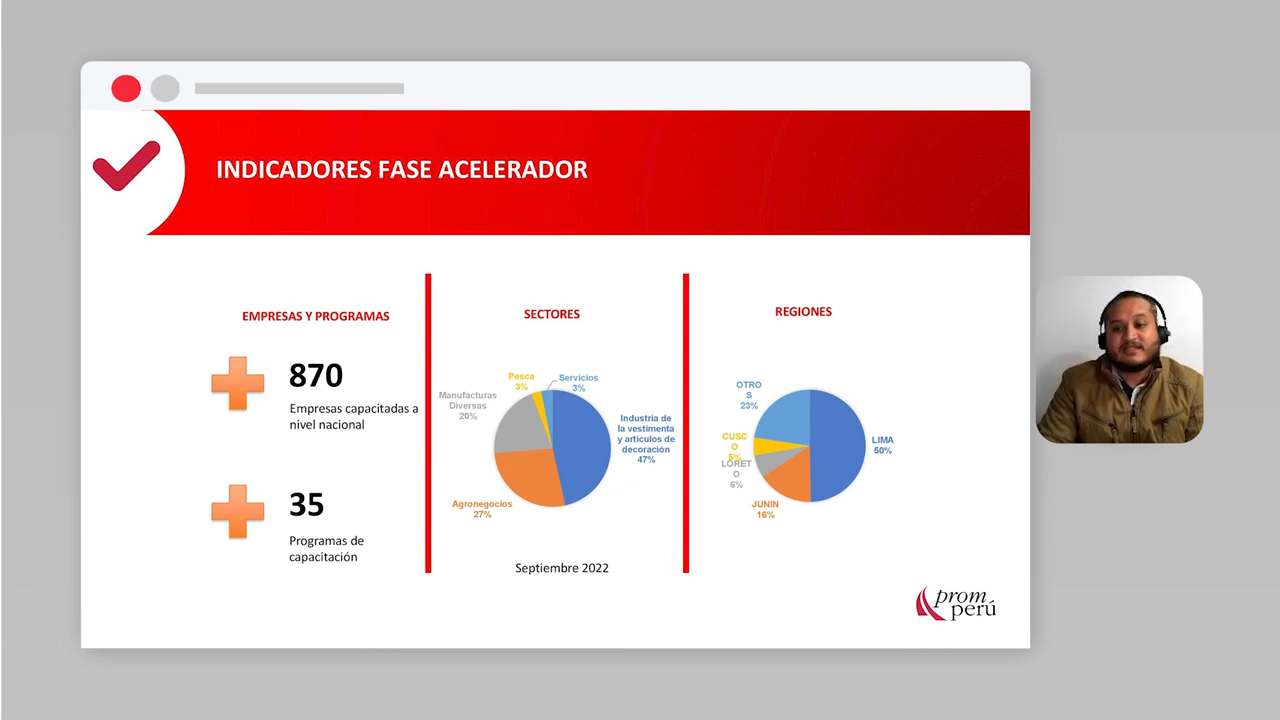 INDICADORES FASE ACELERADOR
EMPRESAS Y PROGRAMAS
870
Empresas capacitadas a
nivel nacional
35
Programas de
capacitación
SECTORES
Pesca
3%
Servicios
3%
Manufacturas
Diversas
20%
Industria de
la vestimenta
y artículos de
decoración
47%
Agronegocios
27%
Septiembre 2022
REGIONES
OTRO
S
23%
CUSC
O
5%
LORET
O
6%
LIMA
50%
JUNIN
16%
prom
perú